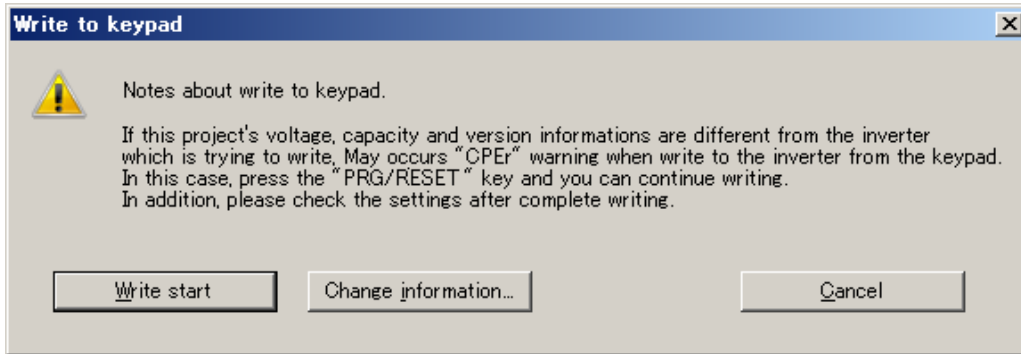 Write to keypad
Notes about write to keypad.
If this project's voltage, capacity and version informations are different from the inverter
which is trying to write, May occurs "CPEr" warning when write to the inverter from the keypad.
In this case, press the "PRG/RESET" key and you can continue writing.
In addition, please check the settings after complete writing.
Write start Change information... Cancel